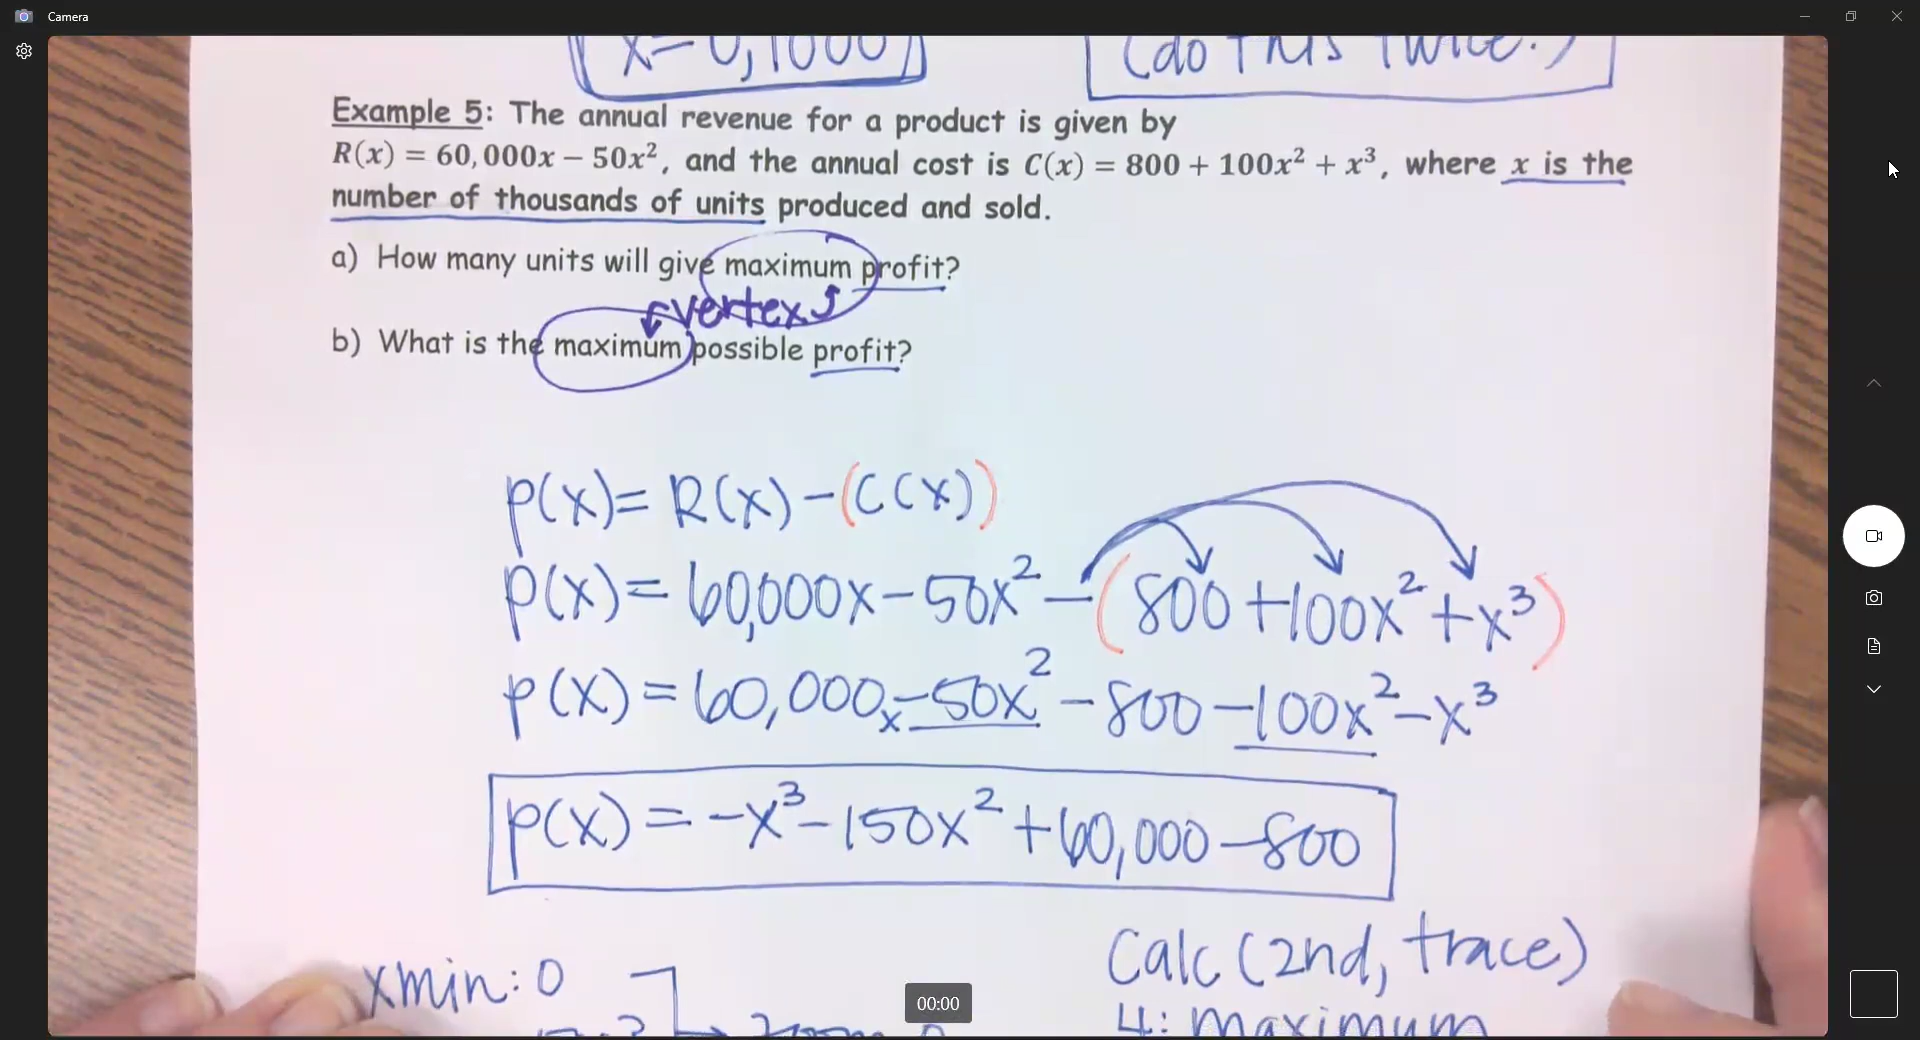 Camera
x=0,1000
(do this twice.)
Example 5: The annual revenue for a product is given by
R(x) = 60,000x − 50x², and the annual cost is C(x) = 800 + 100x² + x³, where x is the
number of thousands of units produced and sold.
a) How many units will give maximum profit?
vertex
b) What is the maximum possible profit?
P(x)= R(x) −(C(x))
P(x)= 60,000x−50x² −(800 +100x² +x³)
P(x) = 60,000x −50x² − 800 −100x² −x³
P(x) = −x³ −150x² +60,000 −800
Calc (2nd, trace)
xmin: 0
4: maximum
00:00